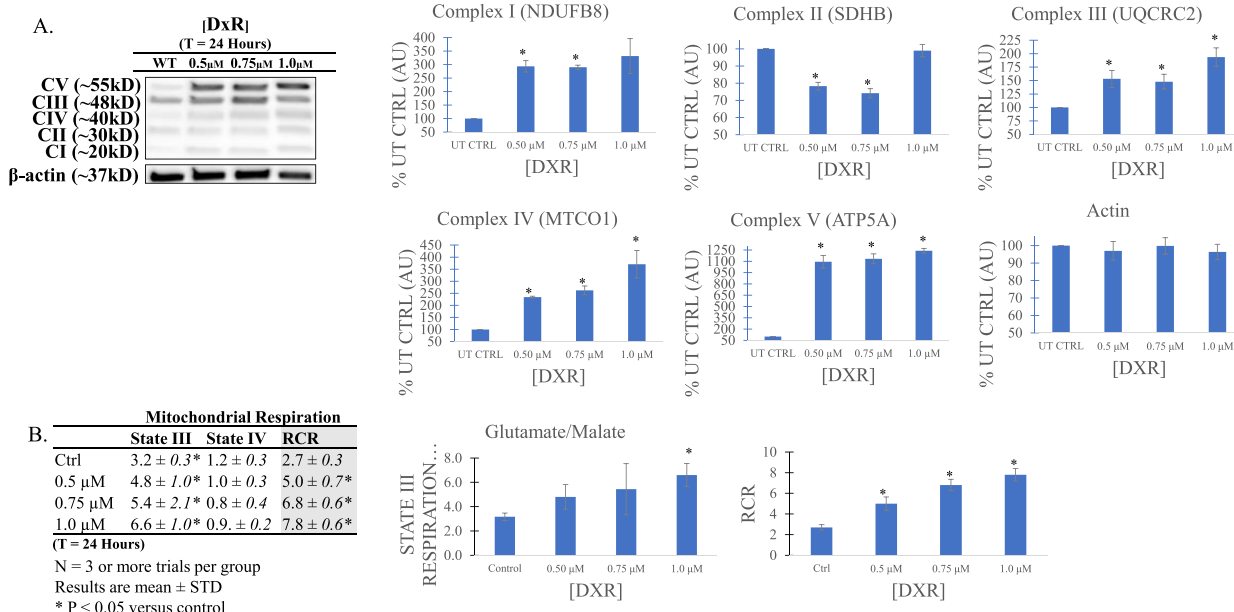 A.
[DxR]
(T = 24 Hours)
WT 0.5μM 0.75μM 1.0μM
CV (~55kD)
CIII (~48kD)
CIV (~40kD)
CII (~30kD)
CI (~20kD)
β-actin (~37kD)
Complex I (NDUFB8)
% UT CTRL (AU)
400
350
300
250
200
150
100
50
* *
UT CTRL 0.50 μM 0.75 μM 1.0 μM
[DXR]
Complex II (SDHB)
% UT CTRL (AU)
100
90
80
70
60
50
* *
UT CTRL 0.50 μM 0.75 μM 1.0 μM
[DXR]
Complex III (UQCRC2)
% UT CTRL (AU)
225
200
175
150
125
100
75
50
* * *
UT CTRL 0.50 μM 0.75 μM 1.0 μM
[DXR]
Complex IV (MTCO1)
% UT CTRL (AU)
450
400
350
300
250
200
150
100
50
* * *
UT CTRL 0.50 μM 0.75 μM 1.0 μM
[DXR]
Complex V (ATP5A)
% UT CTRL (AU)
1250
1100
950
800
650
500
350
200
50
* * *
UT CTRL 0.50 μM 0.75 μM 1.0 μM
[DXR]
Actin
% UT CTRL (AU)
100
90
80
70
60
50
UT CTRL 0.5 μM 0.75 μM 1.0 μM
[DXR]
B.
Mitochondrial Respiration
State III State IV RCR
Ctrl 3.2 ± 0.3* 1.2 ± 0.3 2.7 ± 0.3
0.5 μM 4.8 ± 1.0* 1.0 ± 0.3 5.0 ± 0.7*
0.75 μM 5.4 ± 2.1* 0.8 ± 0.4 6.8 ± 0.6*
1.0 μM 6.6 ± 1.0* 0.9. ± 0.2 7.8 ± 0.6*
(T = 24 Hours)
N = 3 or more trials per group
Results are mean ± STD
* P < 0.05 versus control
Glutamate/Malate
STATE III
RESPIRATION…
8.0
6.0
4.0
2.0
0.0
*
Control 0.50 μM 0.75 μM 1.0 μM
[DXR]
RCR
10
8
6
4
2
0
* * *
Ctrl 0.5 μM 0.75 μM 1.0 μM
[DXR]